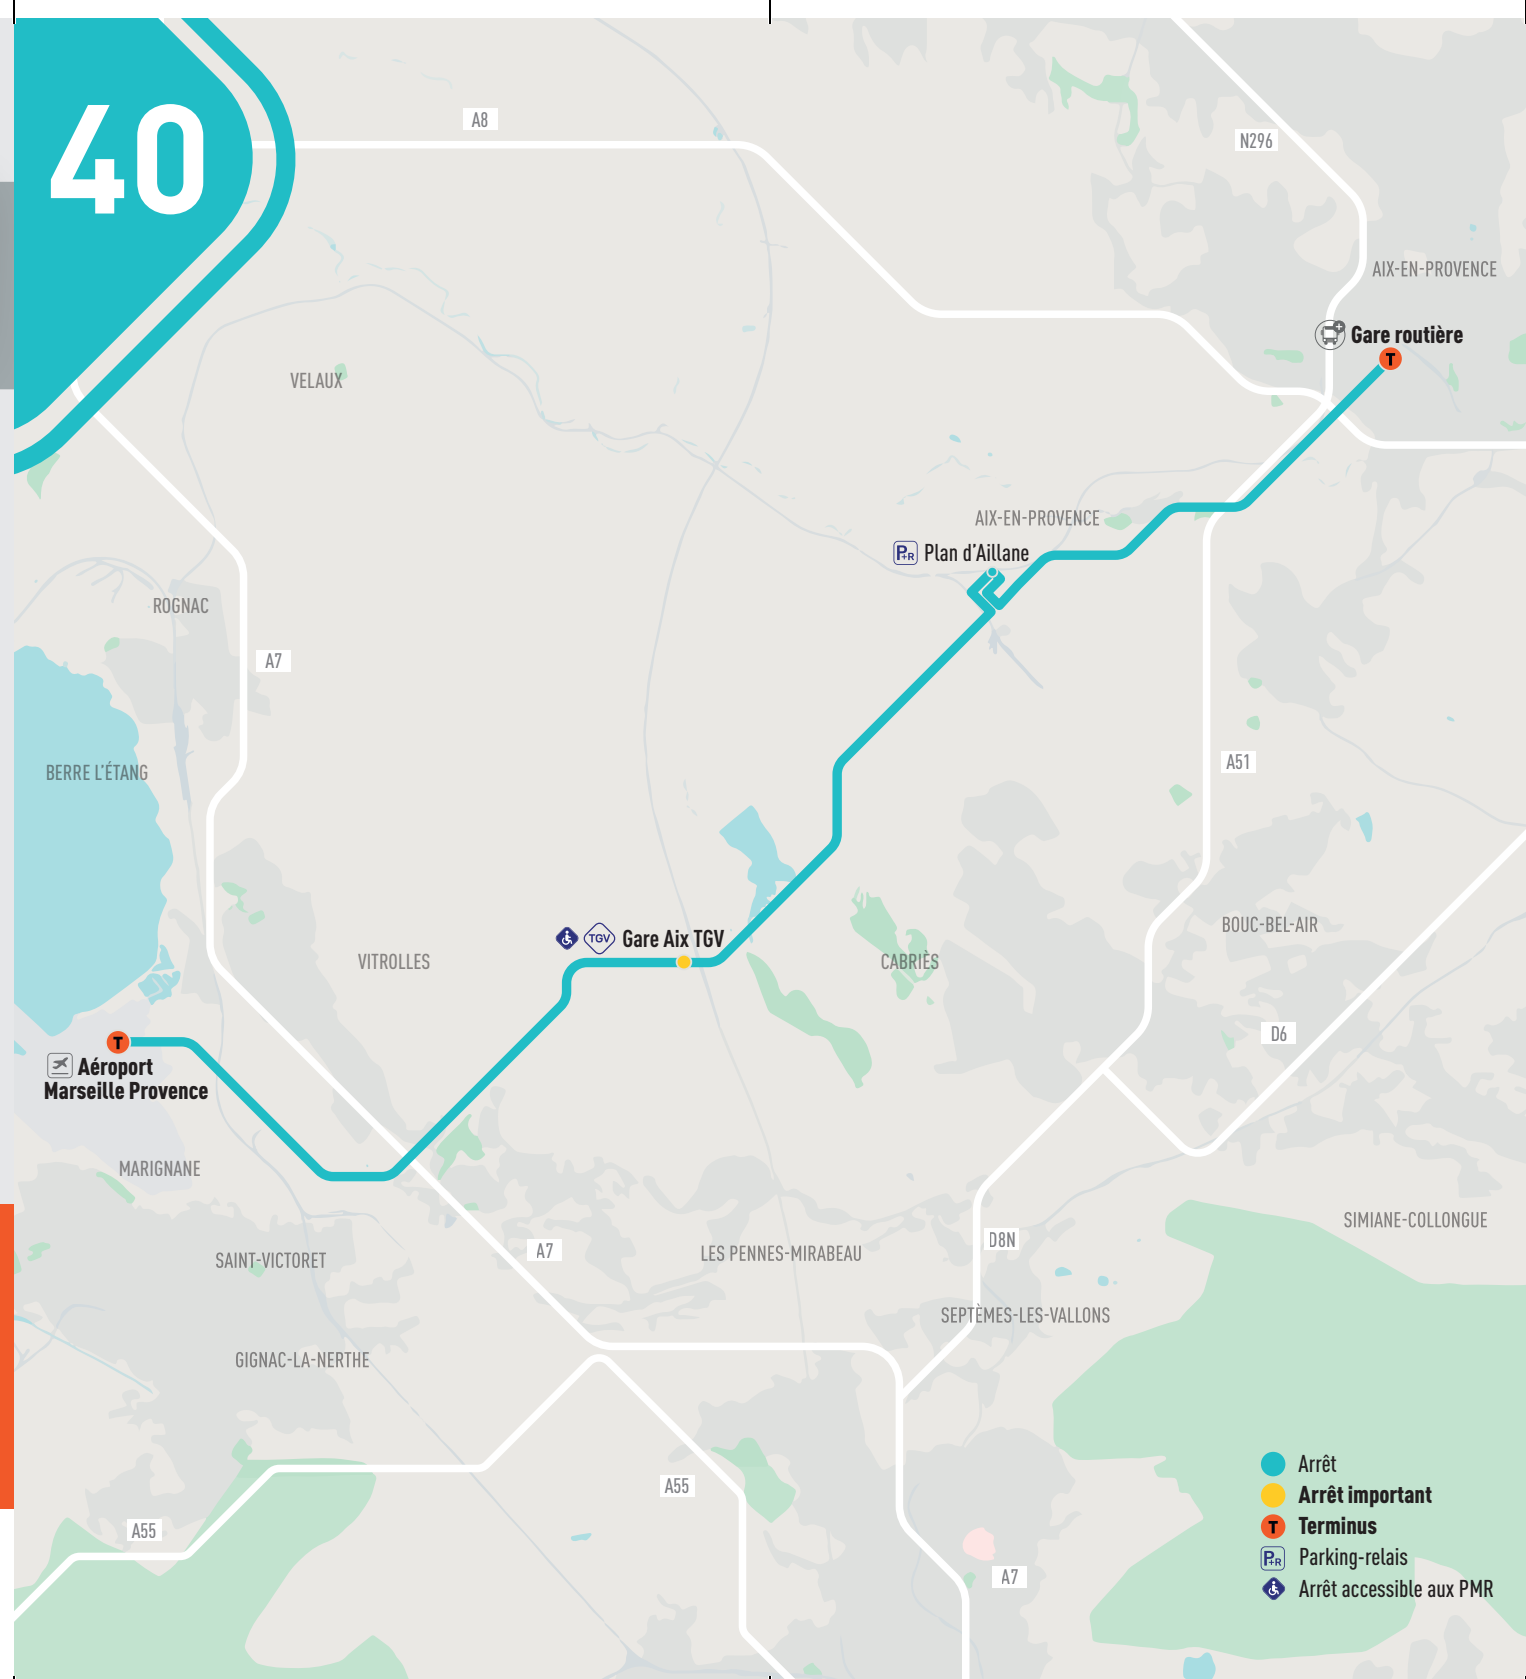 40
A8
N296
AIX-EN-PROVENCE
Gare routière
T
VELAUX
AIX-EN-PROVENCE
P+R Plan d'Aillane
ROGNAC
A7
BERRE L'ÉTANG
A51
BOUC-BEL-AIR
TGV Gare Aix TGV
VITROLLES
CABRIÈS
D6
T
Aéroport
Marseille Provence
MARIGNANE
SIMIANE-COLLONGUE
D8N
A7
LES PENNES-MIRABEAU
SAINT-VICTORET
SEPTÈMES-LES-VALLONS
GIGNAC-LA-NERTHE
A55
A55
A7
Arrêt
Arrêt important
T Terminus
P+R Parking-relais
Arrêt accessible aux PMR